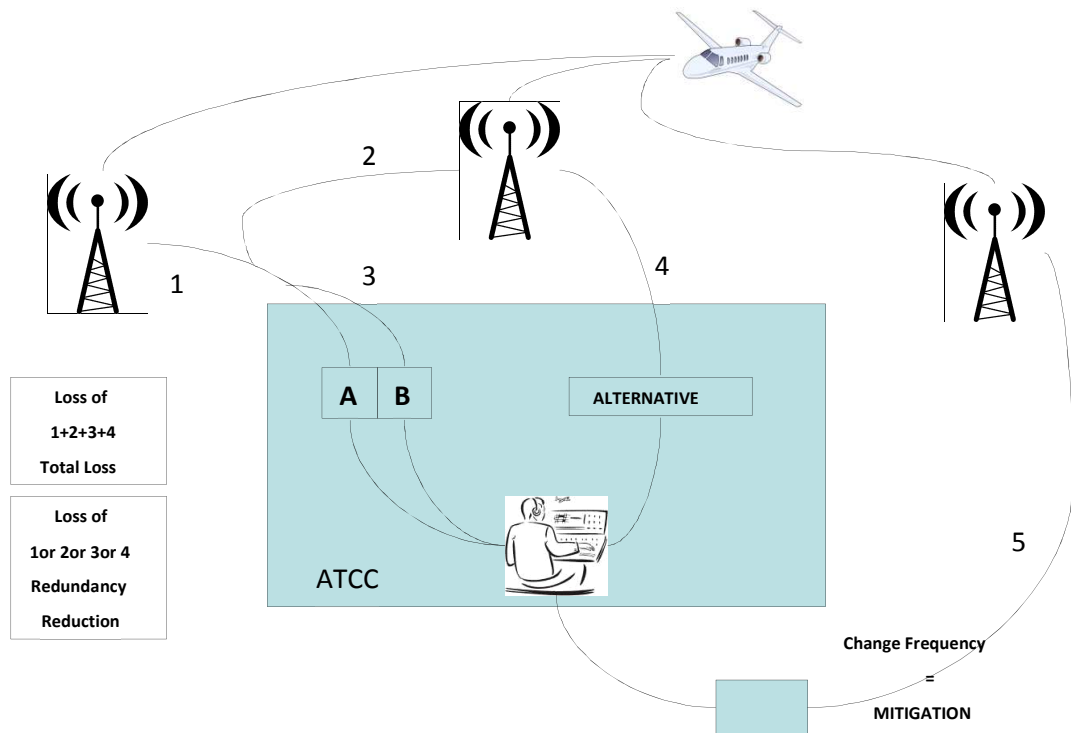 2
1
3
4
A B
ALTERNATIVE
Loss of
1+2+3+4
Total Loss
Loss of
1or 2or 3or 4
Redundancy
Reduction
ATCC
5
Change Frequency
=
MITIGATION